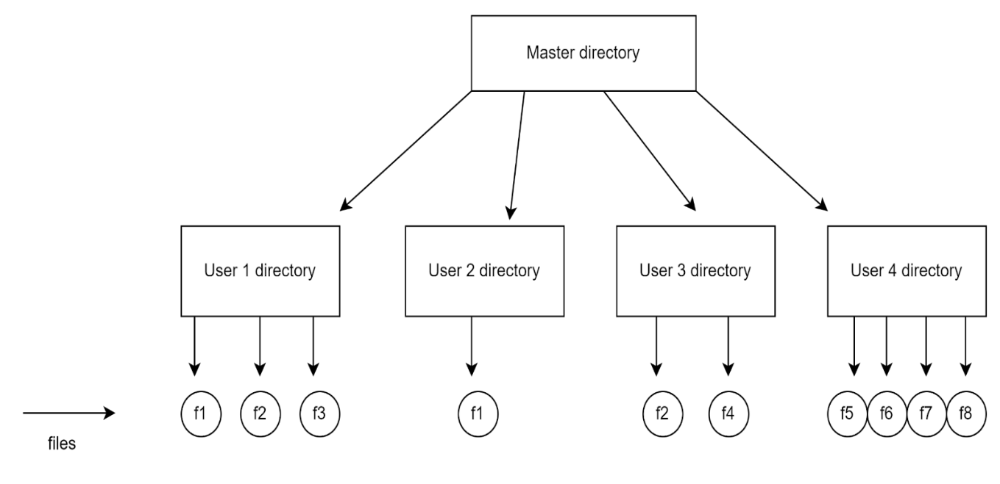 Master directory
User 1 directory
User 2 directory
User 3 directory
User 4 directory
f1
f2
f3
f1
f2
f4
f5
f6
f7
f8
files